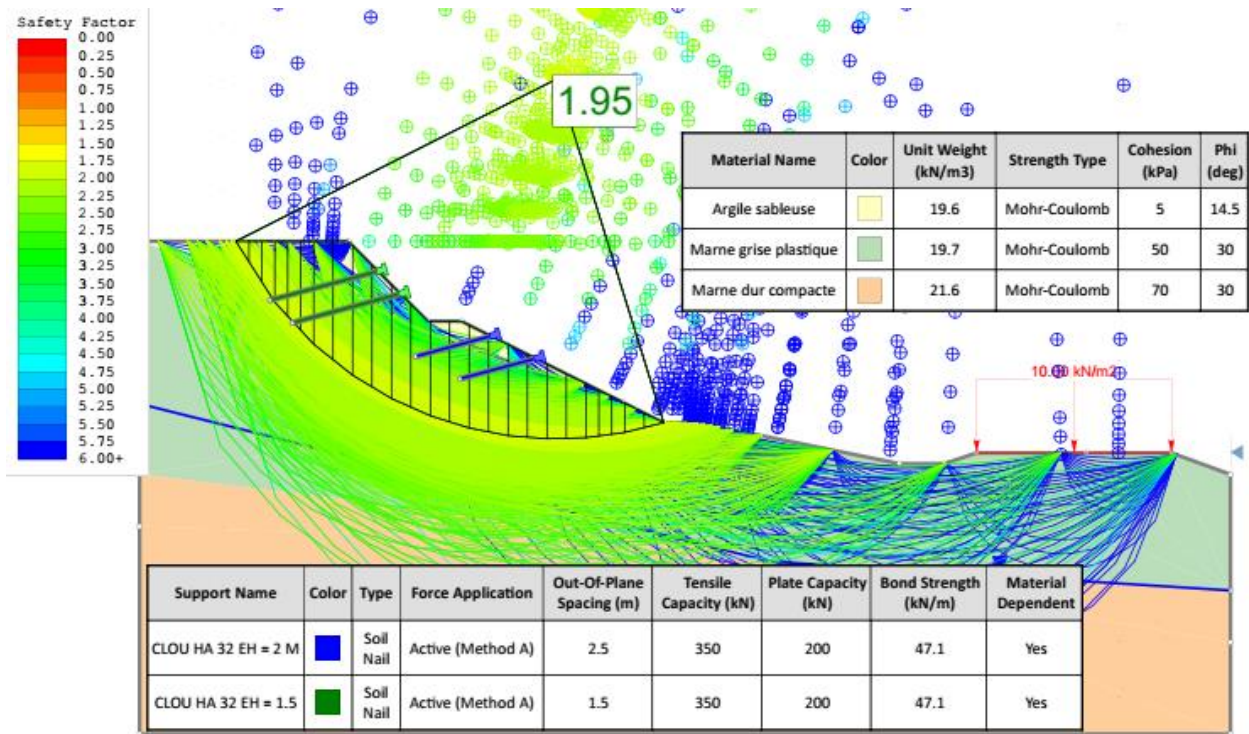 Safety Factor
0.00
0.25
0.50
0.75
1.00
1.25
1.50
1.75
2.00
2.25
2.50
2.75
3.00
3.25
3.50
3.75
4.00
4.25
4.50
4.75
5.00
5.25
5.50
5.75
6.00+
1.95
Material Name Color Unit Weight (kN/m3) Strength Type Cohesion (kPa) Phi (deg)
Argile sableuse 19.6 Mohr-Coulomb 5 14.5
Marne grise plastique 19.7 Mohr-Coulomb 50 30
Marne dur compacte 21.6 Mohr-Coulomb 70 30
kN/m2
Support Name Color Type Force Application Out-Of-Plane Spacing (m) Tensile Capacity (kN) Plate Capacity (kN) Bond Strength (kN/m) Material Dependent
CLOU HA 32 EH = 2 M Soil Nail Active (Method A) 2.5 350 200 47.1 Yes
CLOU HA 32 EH = 1.5 Soil Nail Active (Method A) 1.5 350 200 47.1 Yes